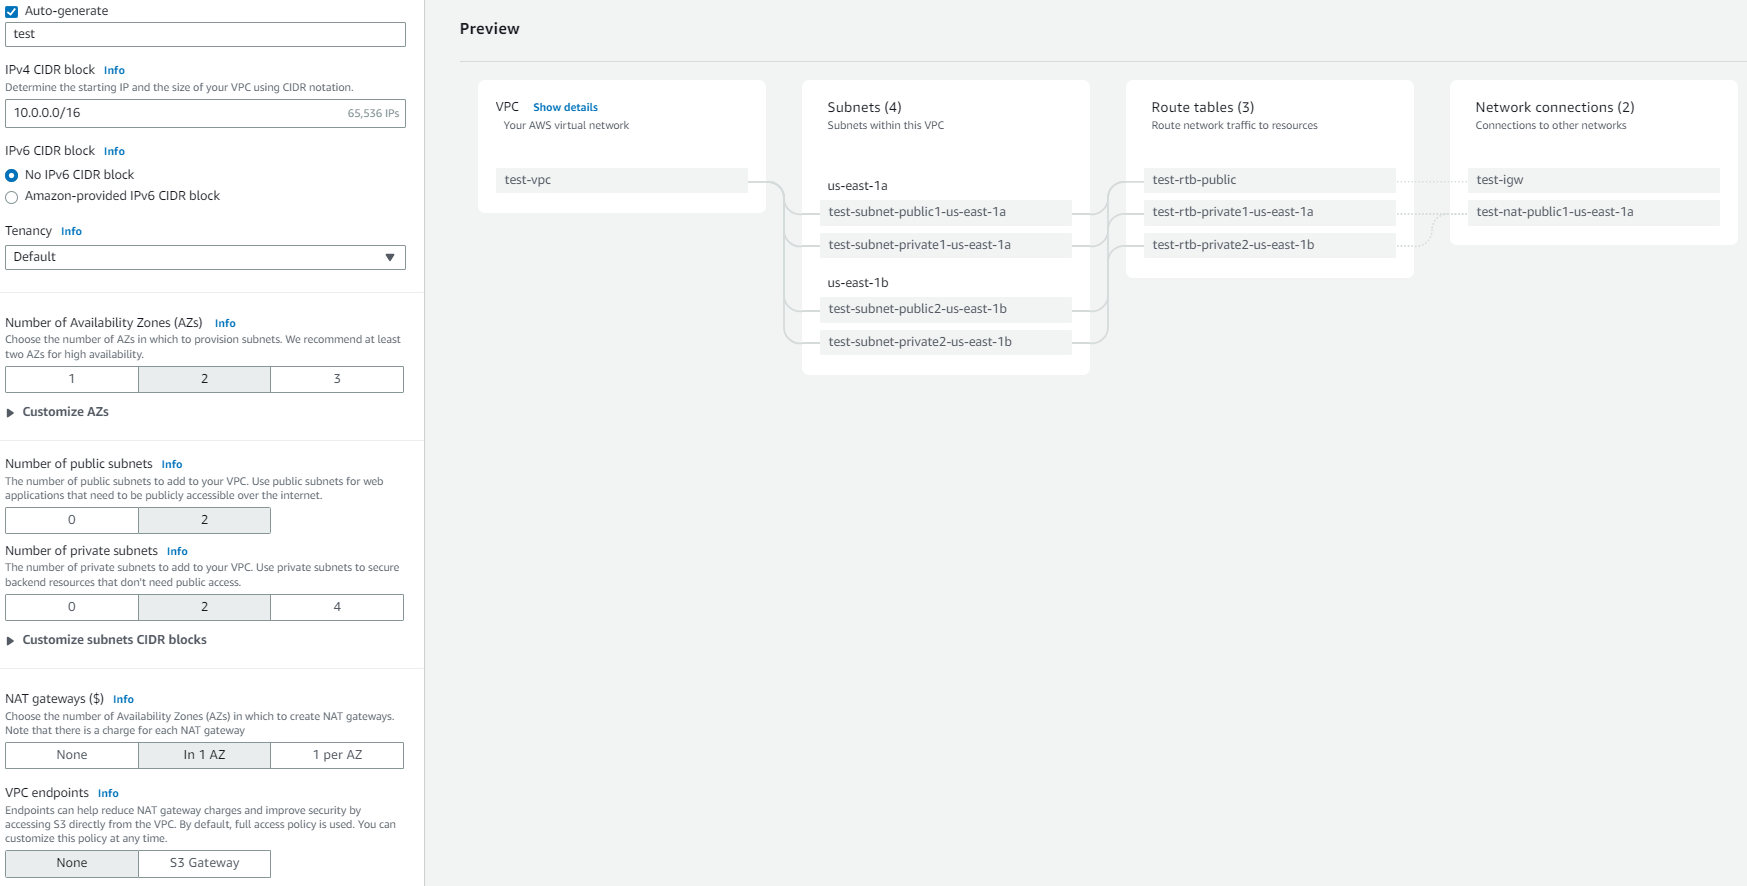 Auto-generate
test
IPv4 CIDR block Info
Determine the starting IP and the size of your VPC using CIDR notation.
10.0.0.0/16 65,536 IPs
IPv6 CIDR block Info
No IPv6 CIDR block
Amazon-provided IPv6 CIDR block
Tenancy Info
Default
Number of Availability Zones (AZs) Info
Choose the number of AZs in which to provision subnets. We recommend at least
two AZs for high availability.
1 2 3
Customize AZs
Number of public subnets Info
The number of public subnets to add to your VPC. Use public subnets for web
applications that need to be publicly accessible over the internet.
0 2
Number of private subnets Info
The number of private subnets to add to your VPC. Use private subnets to secure
backend resources that don't need public access.
0 2 4
Customize subnets CIDR blocks
NAT gateways ($) Info
Choose the number of Availability Zones (AZs) in which to create NAT gateways.
Note that there is a charge for each NAT gateway
None In 1 AZ 1 per AZ
VPC endpoints Info
Endpoints can help reduce NAT gateway charges and improve security by
accessing S3 directly from the VPC. By default, full access policy is used. You can
customize this policy at any time.
None S3 Gateway
Preview
VPC Show details
Your AWS virtual network
test-vpc
Subnets (4)
Subnets within this VPC
us-east-1a
test-subnet-public1-us-east-1a
test-subnet-private1-us-east-1a
us-east-1b
test-subnet-public2-us-east-1b
test-subnet-private2-us-east-1b
Route tables (3)
Route network traffic to resources
test-rtb-public
test-rtb-private1-us-east-1a
test-rtb-private2-us-east-1b
Network connections (2)
Connections to other networks
test-igw
test-nat-public1-us-east-1a